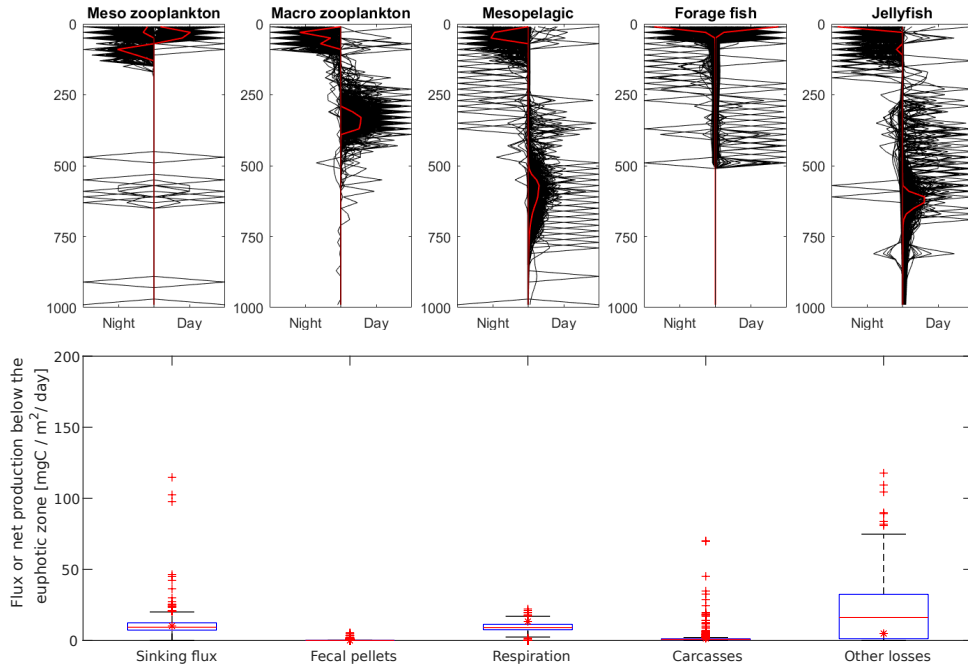 Meso zooplankton
Macro zooplankton
Mesopelagic
Forage fish
Jellyfish
0
250
500
750
1000
Night
Day
0
250
500
750
1000
Night
Day
0
250
500
750
1000
Night
Day
0
250
500
750
1000
Night
Day
0
250
500
750
1000
Night
Day
Flux or net production below the
euphotic zone [mgC / m²/ day]
200
150
100
50
0
Sinking flux
Fecal pellets
Respiration
Carcasses
Other losses